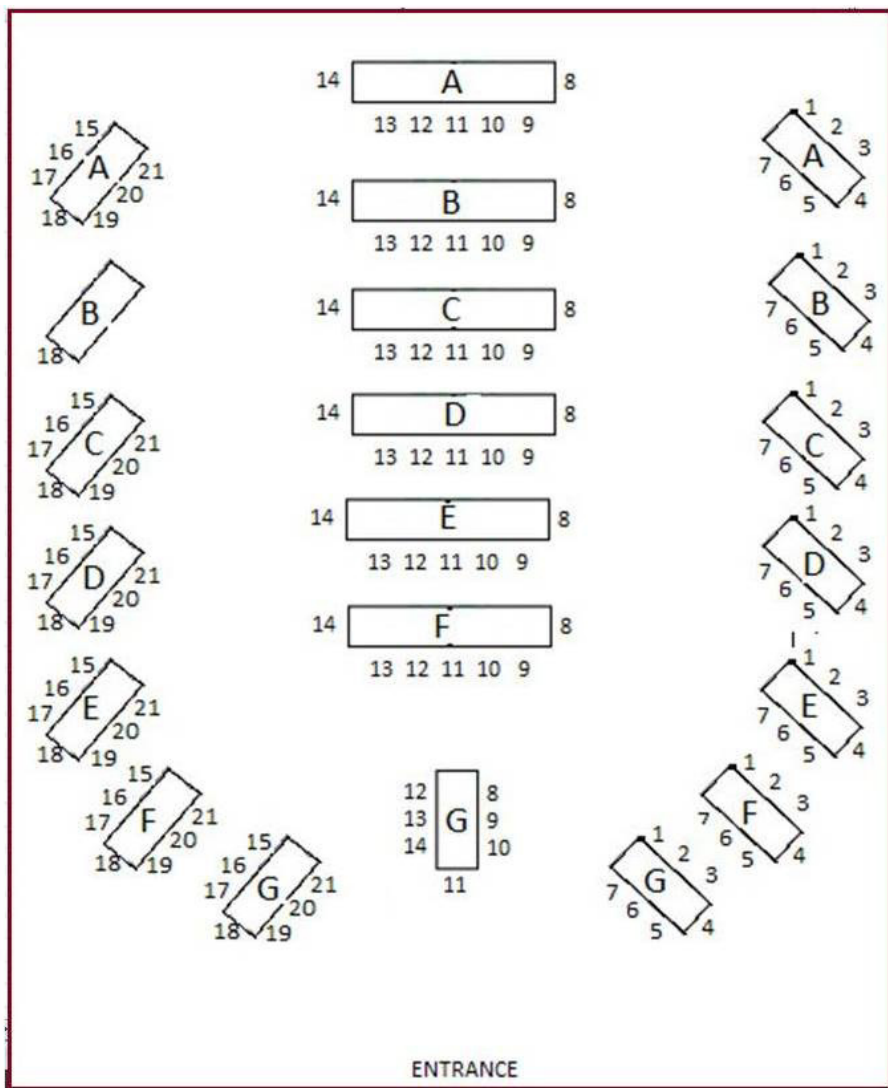 14 A 8
13 12 11 10 9
15 16 17 18 A 19 20 21
1 2 3 4 A 5 6 7
14 B 8
13 12 11 10 9
B 18
1 2 3 4 B 5 6 7
14 C 8
13 12 11 10 9
15 16 17 18 C 19 20 21
1 2 3 4 C 5 6 7
14 D 8
13 12 11 10 9
15 16 17 18 D 19 20 21
1 2 3 4 D 5 6 7
14 E 8
13 12 11 10 9
15 16 17 18 E 19 20 21
1 2 3 4 E 5 6 7
14 F 8
13 12 11 10 9
15 16 17 18 F 19 20 21
1 2 3 4 F 5 6 7
15 16 17 18 G 19 20 21
12 8
13 G 9
14 10
11
1 2 3 4 G 5 6 7
ENTRANCE